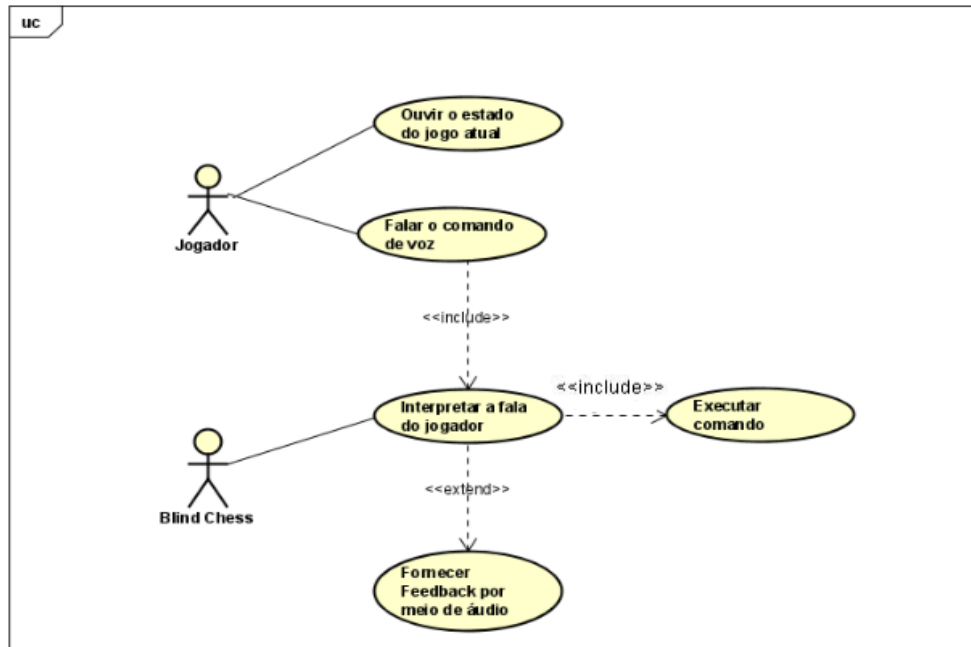 uc
Ouvir o estado
do jogo atual
Jogador
Falar o comando
de voz
<<include>>
Interpretar a fala
do jogador
<<include>>
Executar
comando
Blind Chess
<<extend>>
Fornecer
Feedback por
meio de áudio